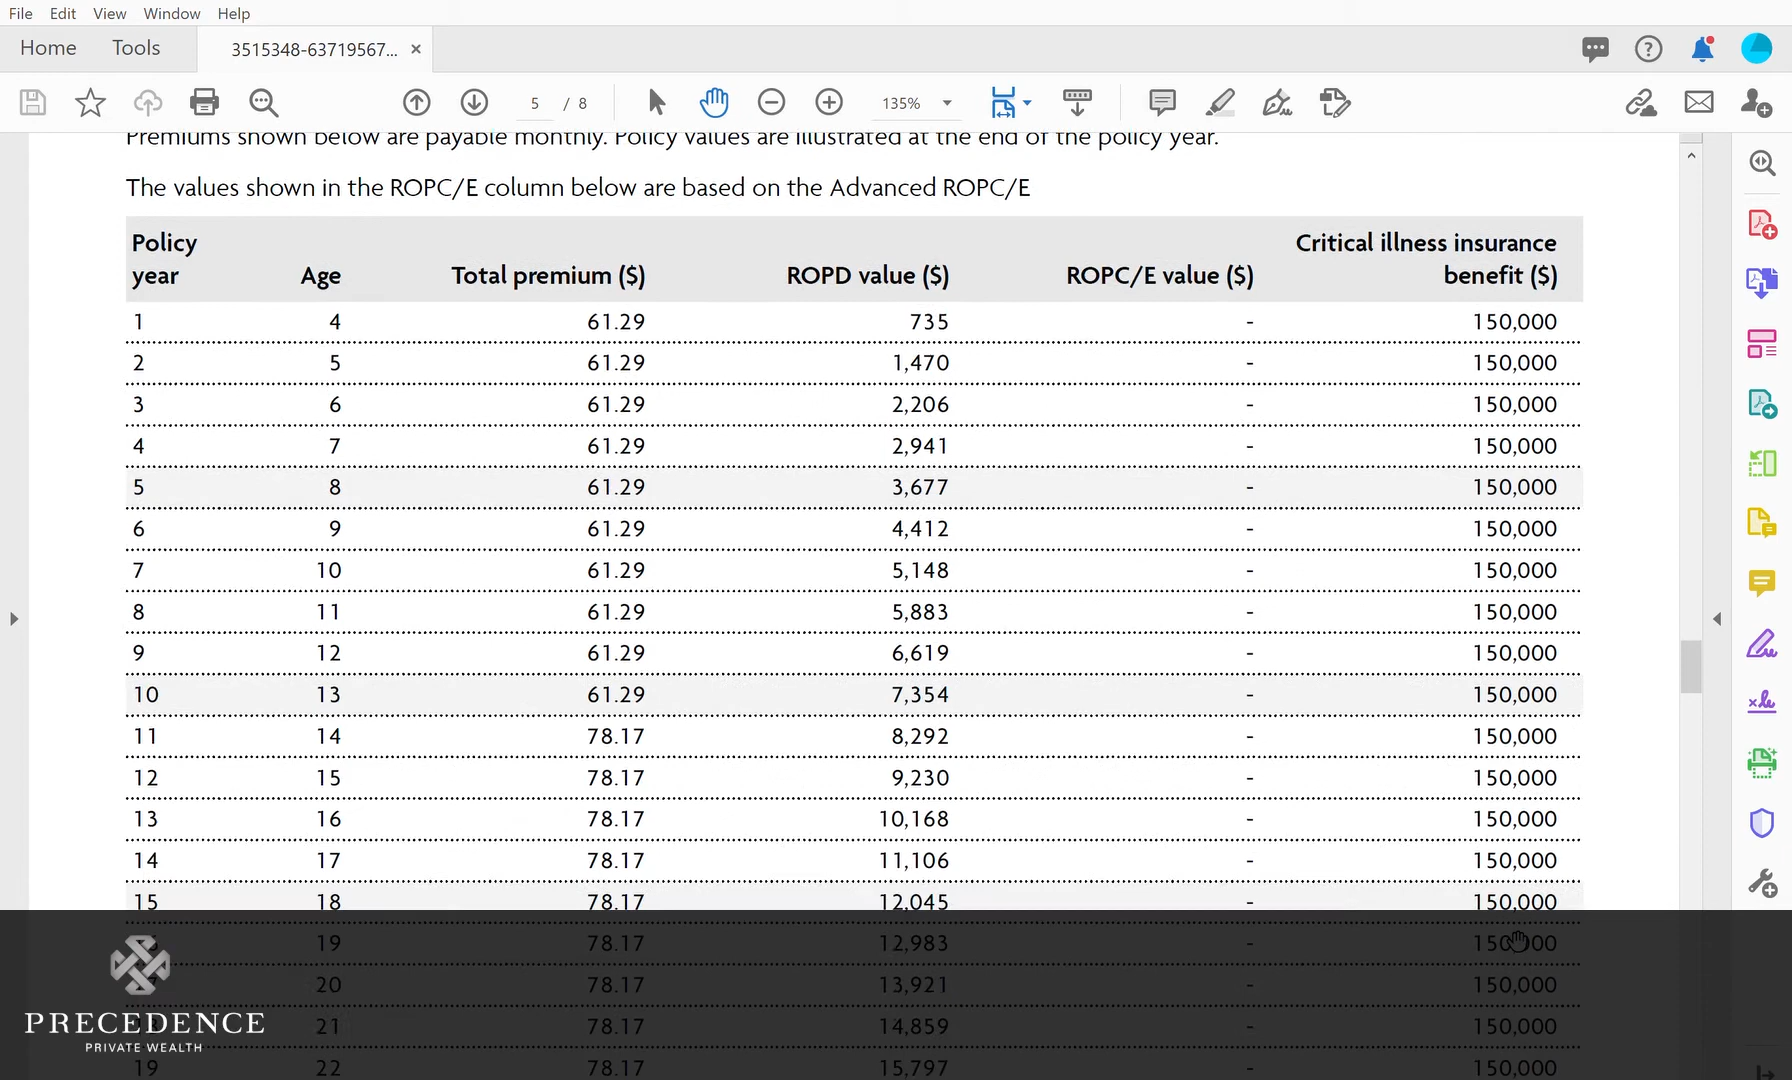 File Edit View Window Help
Home Tools 3515348-63719567... ×
5 / 8 135%
Premiums shown below are payable monthly. Policy values are illustrated at the end of the policy year.
The values shown in the ROPC/E column below are based on the Advanced ROPC/E
Policy year Age Total premium ($) ROPD value ($) ROPC/E value ($) Critical illness insurance benefit ($)
1 4 61.29 735 - 150,000
2 5 61.29 1,470 - 150,000
3 6 61.29 2,206 - 150,000
4 7 61.29 2,941 - 150,000
5 8 61.29 3,677 - 150,000
6 9 61.29 4,412 - 150,000
7 10 61.29 5,148 - 150,000
8 11 61.29 5,883 - 150,000
9 12 61.29 6,619 - 150,000
10 13 61.29 7,354 - 150,000
11 14 78.17 8,292 - 150,000
12 15 78.17 9,230 - 150,000
13 16 78.17 10,168 - 150,000
14 17 78.17 11,106 - 150,000
15 18 78.17 12,045 - 150,000
19 78.17 12,983 - 150,000
20 78.17 13,921 - 150,000
21 78.17 14,859 - 150,000
19 22 78.17 15,797 - 150,000
PRECEDENCE
PRIVATE WEALTH